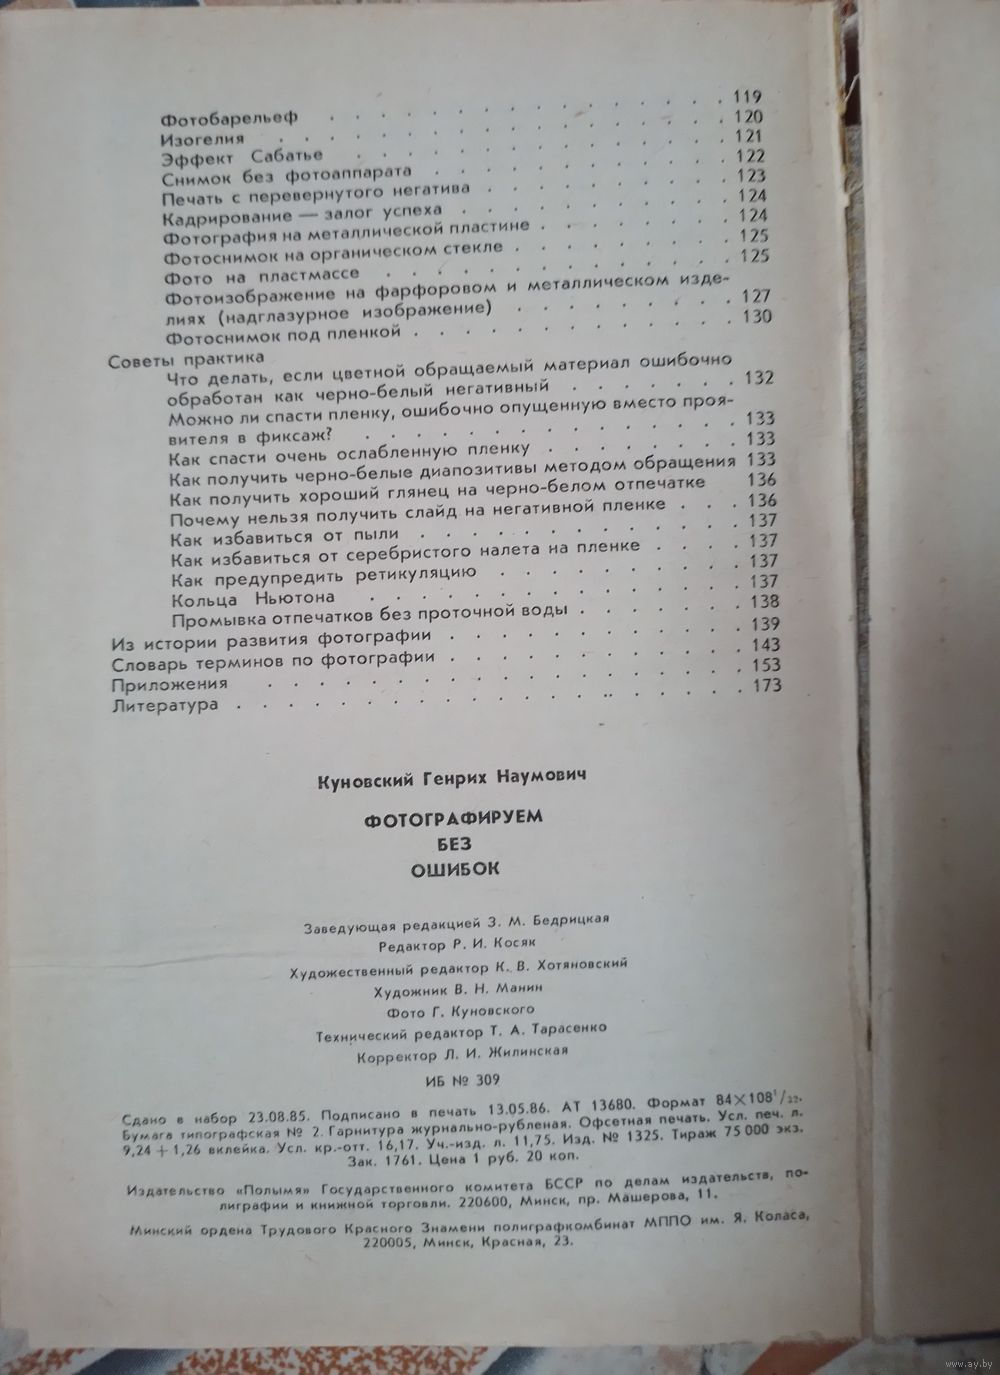 Фотобарельеф . . . . . . . . . . . . . . 119
Изогелия . . . . . . . . . . . . . . . 120
Эффект Сабатье . . . . . . . . . . . . . 121
Снимок без фотоаппарата . . . . . . . . . . 122
Печать с перевернутого негатива . . . . . . . . 123
Кадрирование — залог успеха . . . . . . . . . 124
Фотография на металлической пластине . . . . . . 124
Фотоснимок на органическом стекле . . . . . . . 125
Фото на пластмассе . . . . . . . . . . . . 125
Фотоизображение на фарфоровом и металлическом изде-
лиях (надглазурное изображение) . . . . . . . 127
Фотоснимок под пленкой . . . . . . . . . . . 130
Советы практика
Что делать, если цветной обращаемый материал ошибочно
обработан как черно-белый негативный . . . . . 132
Можно ли спасти пленку, ошибочно опущенную вместо проя-
вителя в фиксаж? . . . . . . . . . . . . 133
Как спасти очень ослабленную пленку . . . . . . 133
Как получить черно-белые диапозитивы методом обращения 133
Как получить хороший глянец на черно-белом отпечатке 136
Почему нельзя получить слайд на негативной пленке . . . 136
Как избавиться от пыли . . . . . . . . . . . 137
Как избавиться от серебристого налета на пленке . . . 137
Как предупредить ретикуляцию . . . . . . . . 137
Кольца Ньютона . . . . . . . . . . . . . 137
Промывка отпечатков без проточной воды . . . . . 138
Из истории развития фотографии . . . . . . . . . 139
Словарь терминов по фотографии . . . . . . . . . 143
Приложения . . . . . . . . . . . . . . . . 153
Литература . . . . . . . . . . . . . . . . 173
Куновский Генрих Наумович
ФОТОГРАФИРУЕМ
БЕЗ
ОШИБОК
Заведующая редакцией З. М. Бедрицкая
Редактор Р. И. Косяк
Художественный редактор К. В. Хотяновский
Художник В. Н. Манин
Фото Г. Куновского
Технический редактор Т. А. Тарасенко
Корректор Л. И. Жилинская
ИБ № 309
Сдано в набор 23.08.85. Подписано в печать 13.05.86. АТ 13680. Формат 84×108¹/₃₂.
Бумага типографская № 2. Гарнитура журнально-рубленая. Офсетная печать. Усл. печ. л.
9,24 + 1,26 вклейка. Усл. кр.-отт. 16,17. Уч.-изд. л. 11,75. Изд. № 1325. Тираж 75 000 экз.
Зак. 1761. Цена 1 руб. 20 коп.
Издательство «Полымя» Государственного комитета БССР по делам издательств, по-
лиграфии и книжной торговли. 220600, Минск, пр. Машерова, 11.
Минский ордена Трудового Красного Знамени полиграфкомбинат МППО им. Я. Коласа,
220005, Минск, Красная, 23.
www.ay.by